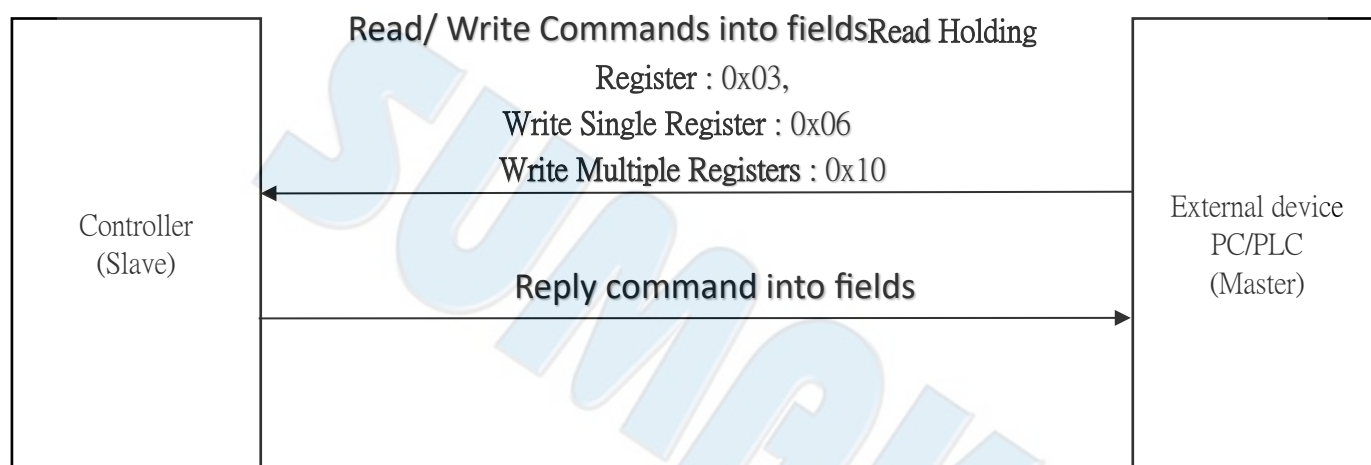 Read/ Write Commands into fieldsRead Holding
Register : 0x03,
Write Single Register : 0x06
Write Multiple Registers : 0x10
Controller
(Slave)
External device
PC/PLC
(Master)
Reply command into fields